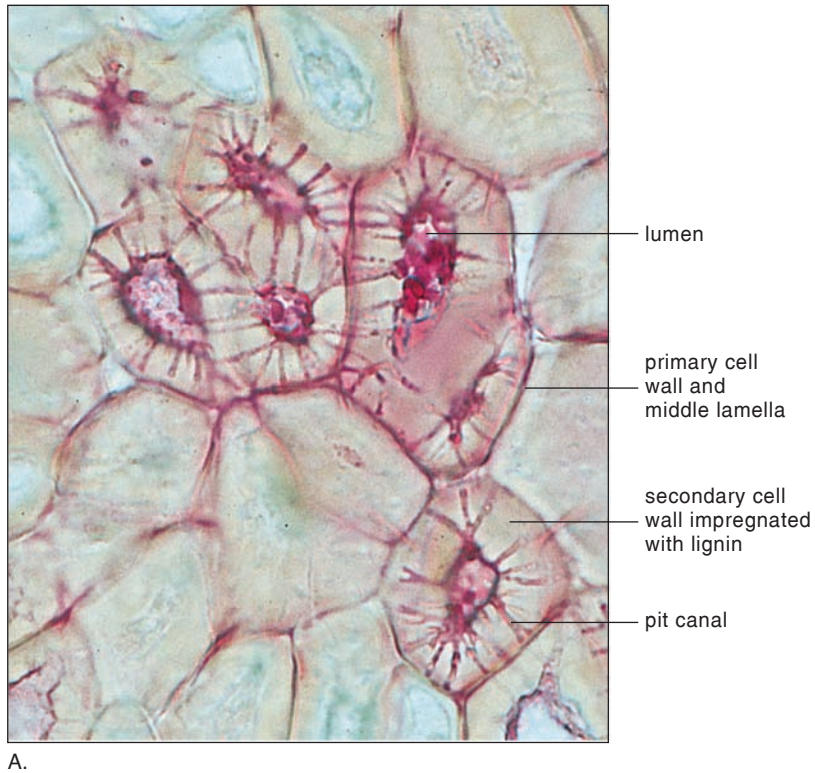 lumen
primary cell
wall and
middle lamella
secondary cell
wall impregnated
with lignin
pit canal
A.